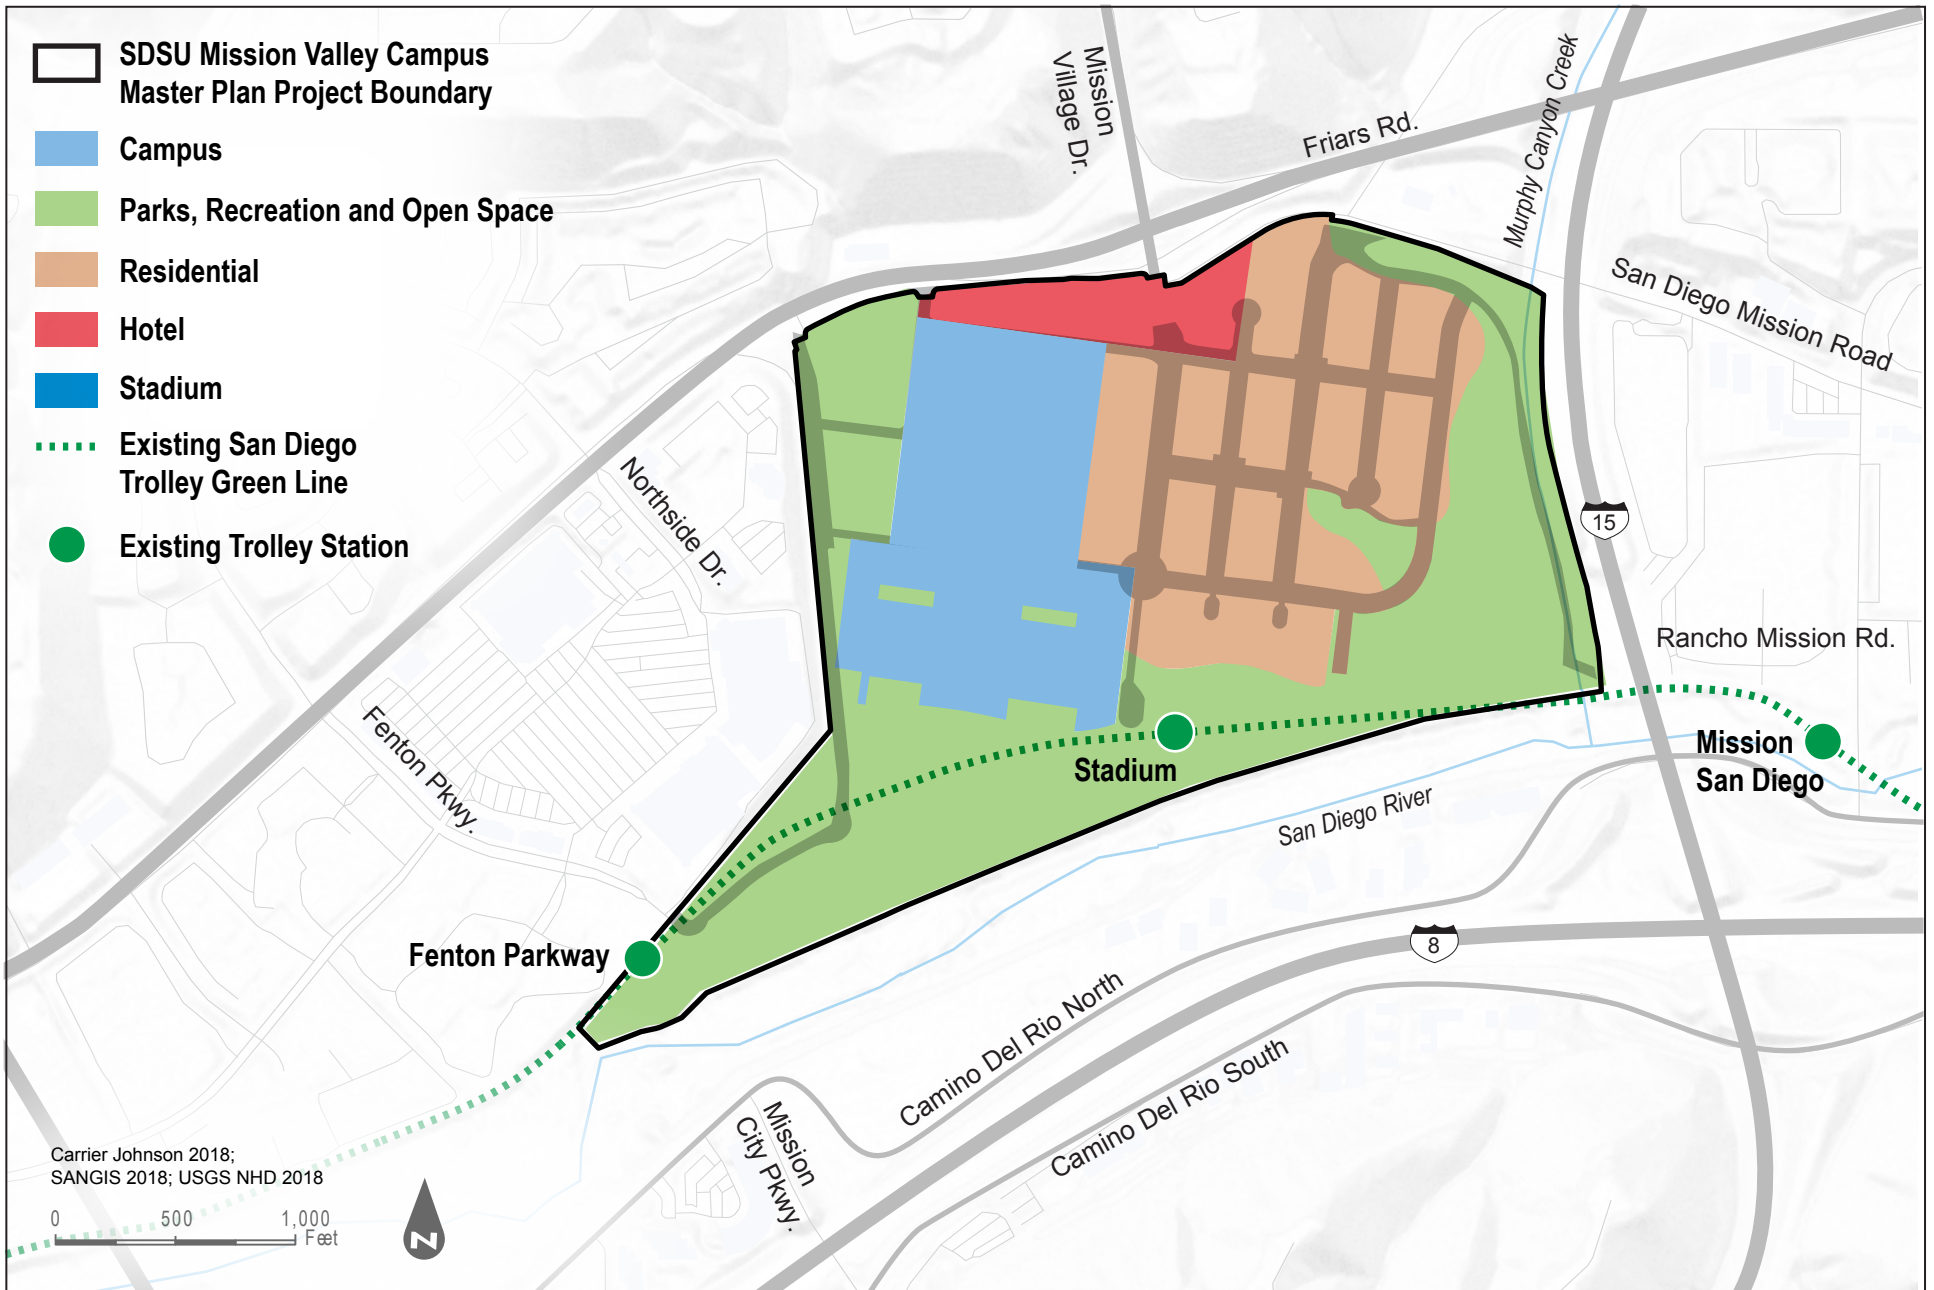 SDSU Mission Valley Campus
Master Plan Project Boundary
Campus
Parks, Recreation and Open Space
Residential
Hotel
Stadium
Existing San Diego
Trolley Green Line
Existing Trolley Station
Mission
Village Dr.
Friars Rd.
Murphy Canyon Creek
San Diego Mission Road
Northside Dr.
15
Rancho Mission Rd.
Fenton Pkwy.
Stadium
Mission
San Diego
San Diego River
Fenton Parkway
8
Camino Del Rio North
Camino Del Rio South
Mission
City Pkwy.
Carrier Johnson 2018;
SANGIS 2018; USGS NHD 2018
0 500 1,000
Feet
N